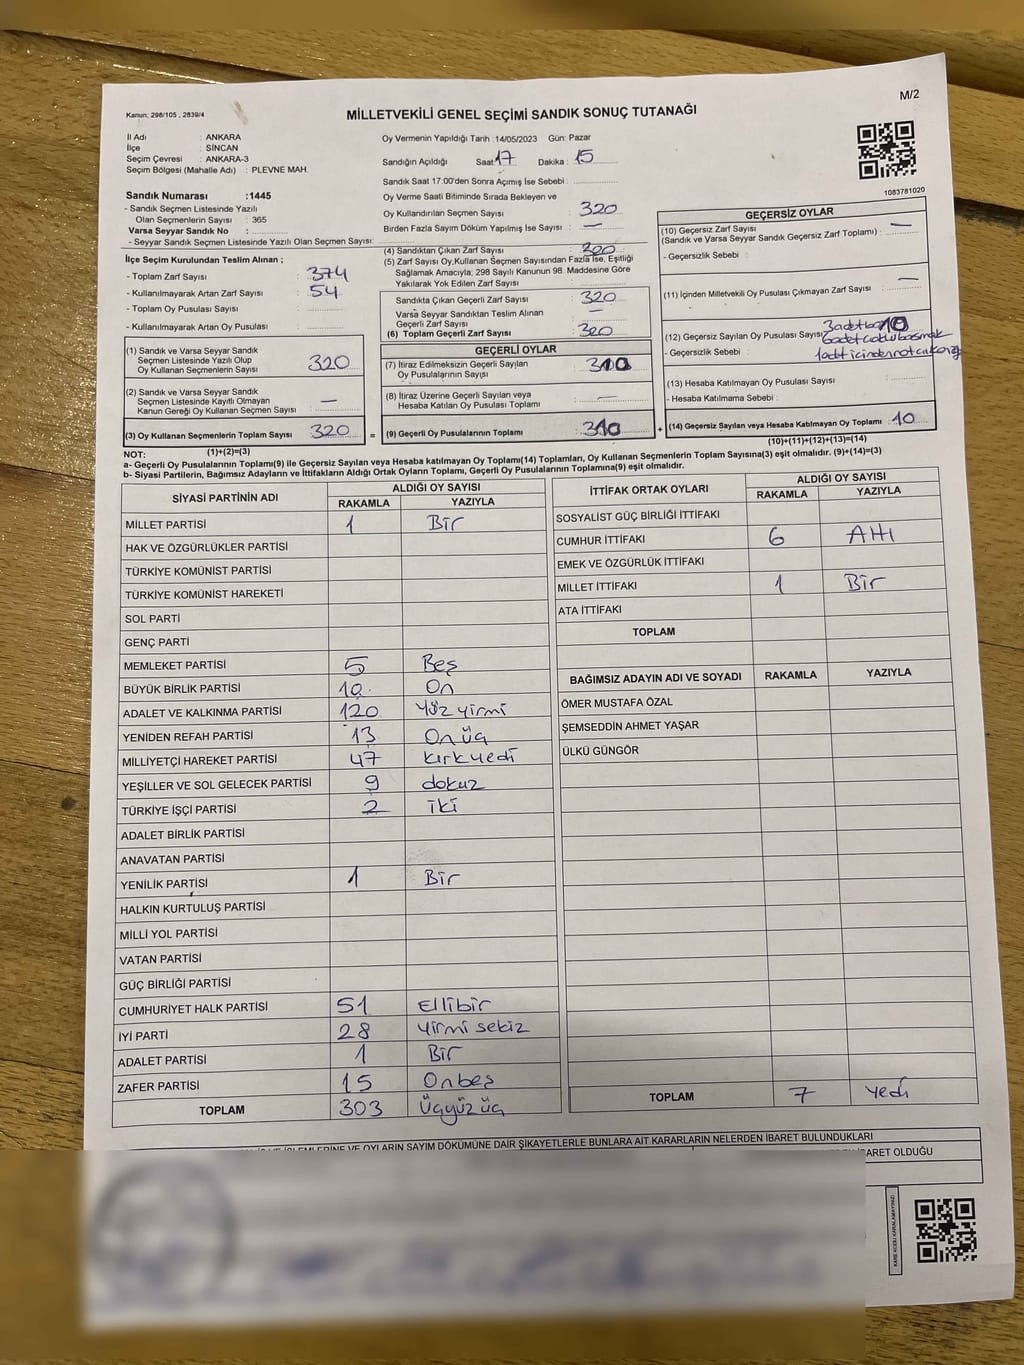 M/2
Kanun; 298/105 , 2839/4
MİLLETVEKİLİ GENEL SEÇİMİ SANDIK SONUÇ TUTANAĞI
İl Adı : ANKARA
İlçe : SİNCAN
Seçim Çevresi : ANKARA-3
Seçim Bölgesi (Mahalle Adı) : PLEVNE MAH.
Sandık Numarası :1445
- Sandık Seçmen Listesinde Yazılı
Olan Seçmenlerin Sayısı : 365
Varsa Seyyar Sandık No :
- Seyyar Sandık Seçmen Listesinde Yazılı Olan Seçmen Sayısı:
Oy Vermenin Yapıldığı Tarih :14/05/2023 Gün: Pazar
Sandığın Açıldığı Saat: 17 Dakika : 15
Sandık Saat 17.00'den Sonra Açılmış İse Sebebi :
Oy Verme Saati Bitiminde Sırada Bekleyen ve
Oy Kullandırılan Seçmen Sayısı : 320
Birden Fazla Sayım Döküm Yapılmış İse Sayısı : —
(4) Sandıktan Çıkan Zarf Sayısı : 320
(5) Zarf Sayısı Oy Kullanan Seçmen Sayısından Fazla İse, Eşitliği
Sağlamak Amacıyla; 298 Sayılı Kanunun 98. Maddesine Göre
Yakılarak Yok Edilen Zarf Sayısı :
Sandıkta Çıkan Geçerli Zarf Sayısı : 320
Varsa Seyyar Sandıktan Teslim Alınan
Geçerli Zarf Sayısı : —
(6) Toplam Geçerli Zarf Sayısı : 320
İlçe Seçim Kurulundan Teslim Alınan ;
- Toplam Zarf Sayısı : 374
- Kullanılmayarak Artan Zarf Sayısı : 54
- Toplam Oy Pusulası Sayısı :
- Kullanılmayarak Artan Oy Pusulası :
(1) Sandık ve Varsa Seyyar Sandık
Seçmen Listesinde Yazılı Olup
Oy Kullanan Seçmenlerin Sayısı : 320
(2) Sandık ve Varsa Seyyar Sandık
Seçmen Listesinde Kayıtlı Olmayan
Kanun Gereği Oy Kullanan Seçmen Sayısı : —
(3) Oy Kullanan Seçmenlerin Toplam Sayısı : 320
(1)+(2)=(3)
GEÇERLİ OYLAR
(7) İtiraz Edilmeksizin Geçerli Sayılan
Oy Pusulalarının Sayısı : 310
(8) İtiraz Üzerine Geçerli Sayılan veya
Hesaba Katılan Oy Pusulası Toplamı : —
= (9) Geçerli Oy Pusulalarının Toplamı : 310
1083781020
GEÇERSİZ OYLAR
(10) Geçersiz Zarf Sayısı : —
(Sandık ve Varsa Seyyar Sandık Geçersiz Zarf Toplamı)
- Geçersizlik Sebebi :
(11) İçinden Milletvekili Oy Pusulası Çıkmayan Zarf Sayısı : —
(12) Geçersiz Sayılan Oy Pusulası Sayısı: 3 adet 10
- Geçersizlik Sebebi : 1 adet içinden
(13) Hesaba Katılmayan Oy Pusulası Sayısı :
- Hesaba Katılmama Sebebi :
+ (14) Geçersiz Sayılan veya Hesaba Katılmayan Oy Toplamı : 10
(10)+(11)+(12)+(13)=(14)
NOT:
a- Geçerli Oy Pusulalarının Toplamı(9) ile Geçersiz Sayılan veya Hesaba katılmayan Oy Toplamı(14) Toplamları, Oy Kullanan Seçmenlerin Toplam Sayısına(3) eşit olmalıdır. (9)+(14)=(3)
b- Siyasi Partilerin, Bağımsız Adayların ve İttifakların Aldığı Ortak Oyların Toplamı, Geçerli Oy Pusulalarının Toplamına(9) eşit olmalıdır.
SİYASİ PARTİNİN ADI ALDIĞI OY SAYISI
RAKAMLA YAZIYLA
MİLLET PARTİSİ 1 Bir
HAK VE ÖZGÜRLÜKLER PARTİSİ
TÜRKİYE KOMÜNİST PARTİSİ
TÜRKİYE KOMÜNİST HAREKETİ
SOL PARTİ
GENÇ PARTİ
MEMLEKET PARTİSİ 5 Beş
BÜYÜK BİRLİK PARTİSİ 10 On
ADALET VE KALKINMA PARTİSİ 120 Yüz yirmi
YENİDEN REFAH PARTİSİ 13 On üç
MİLLİYETÇİ HAREKET PARTİSİ 47 kırkyedi
YEŞİLLER VE SOL GELECEK PARTİSİ 9 dokuz
TÜRKİYE İŞÇİ PARTİSİ 2 iki
ADALET BİRLİK PARTİSİ
ANAVATAN PARTİSİ
YENİLİK PARTİSİ 1 Bir
HALKIN KURTULUŞ PARTİSİ
MİLLİ YOL PARTİSİ
VATAN PARTİSİ
GÜÇ BİRLİĞİ PARTİSİ
CUMHURİYET HALK PARTİSİ 51 Ellibir
İYİ PARTİ 28 Yirmi sekiz
ADALET PARTİSİ 1 Bir
ZAFER PARTİSİ 15 Onbeş
TOPLAM 303 Üçyüz üç
İTTİFAK ORTAK OYLARI ALDIĞI OY SAYISI
RAKAMLA YAZIYLA
SOSYALİST GÜÇ BİRLİĞİ İTTİFAKI
CUMHUR İTTİFAKI 6 Altı
EMEK VE ÖZGÜRLÜK İTTİFAKI
MİLLET İTTİFAKI 1 Bir
ATA İTTİFAKI
TOPLAM
BAĞIMSIZ ADAYIN ADI VE SOYADI RAKAMLA YAZIYLA
ÖMER MUSTAFA ÖZAL
ŞEMSEDDİN AHMET YAŞAR
ÜLKÜ GÜNGÖR
TOPLAM 7 Yedi
İŞLEMLERİNE VE OYLARIN SAYIM DÖKÜMÜNE DAİR ŞİKAYETLERLE BUNLARA AİT KARARLARIN NELERDEN İBARET BULUNDUKLARI
İBARET OLDUĞU
KARE KODU KARALAMAYINIZ!